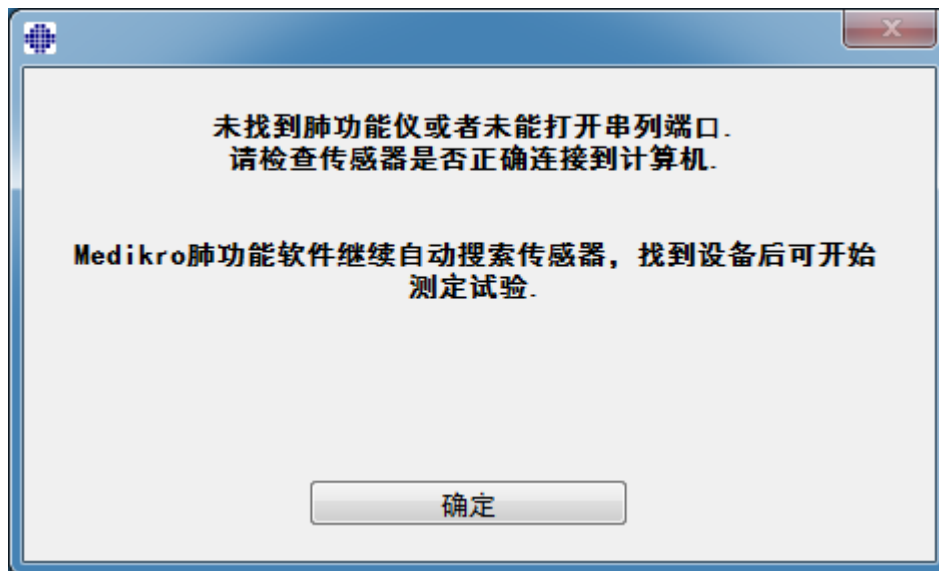 未找到肺功能仪或者未能打开串列端口.
请检查传感器是否正确连接到计算机.
Medikro肺功能软件继续自动搜索传感器，找到设备后可开始
测定试验.
确定